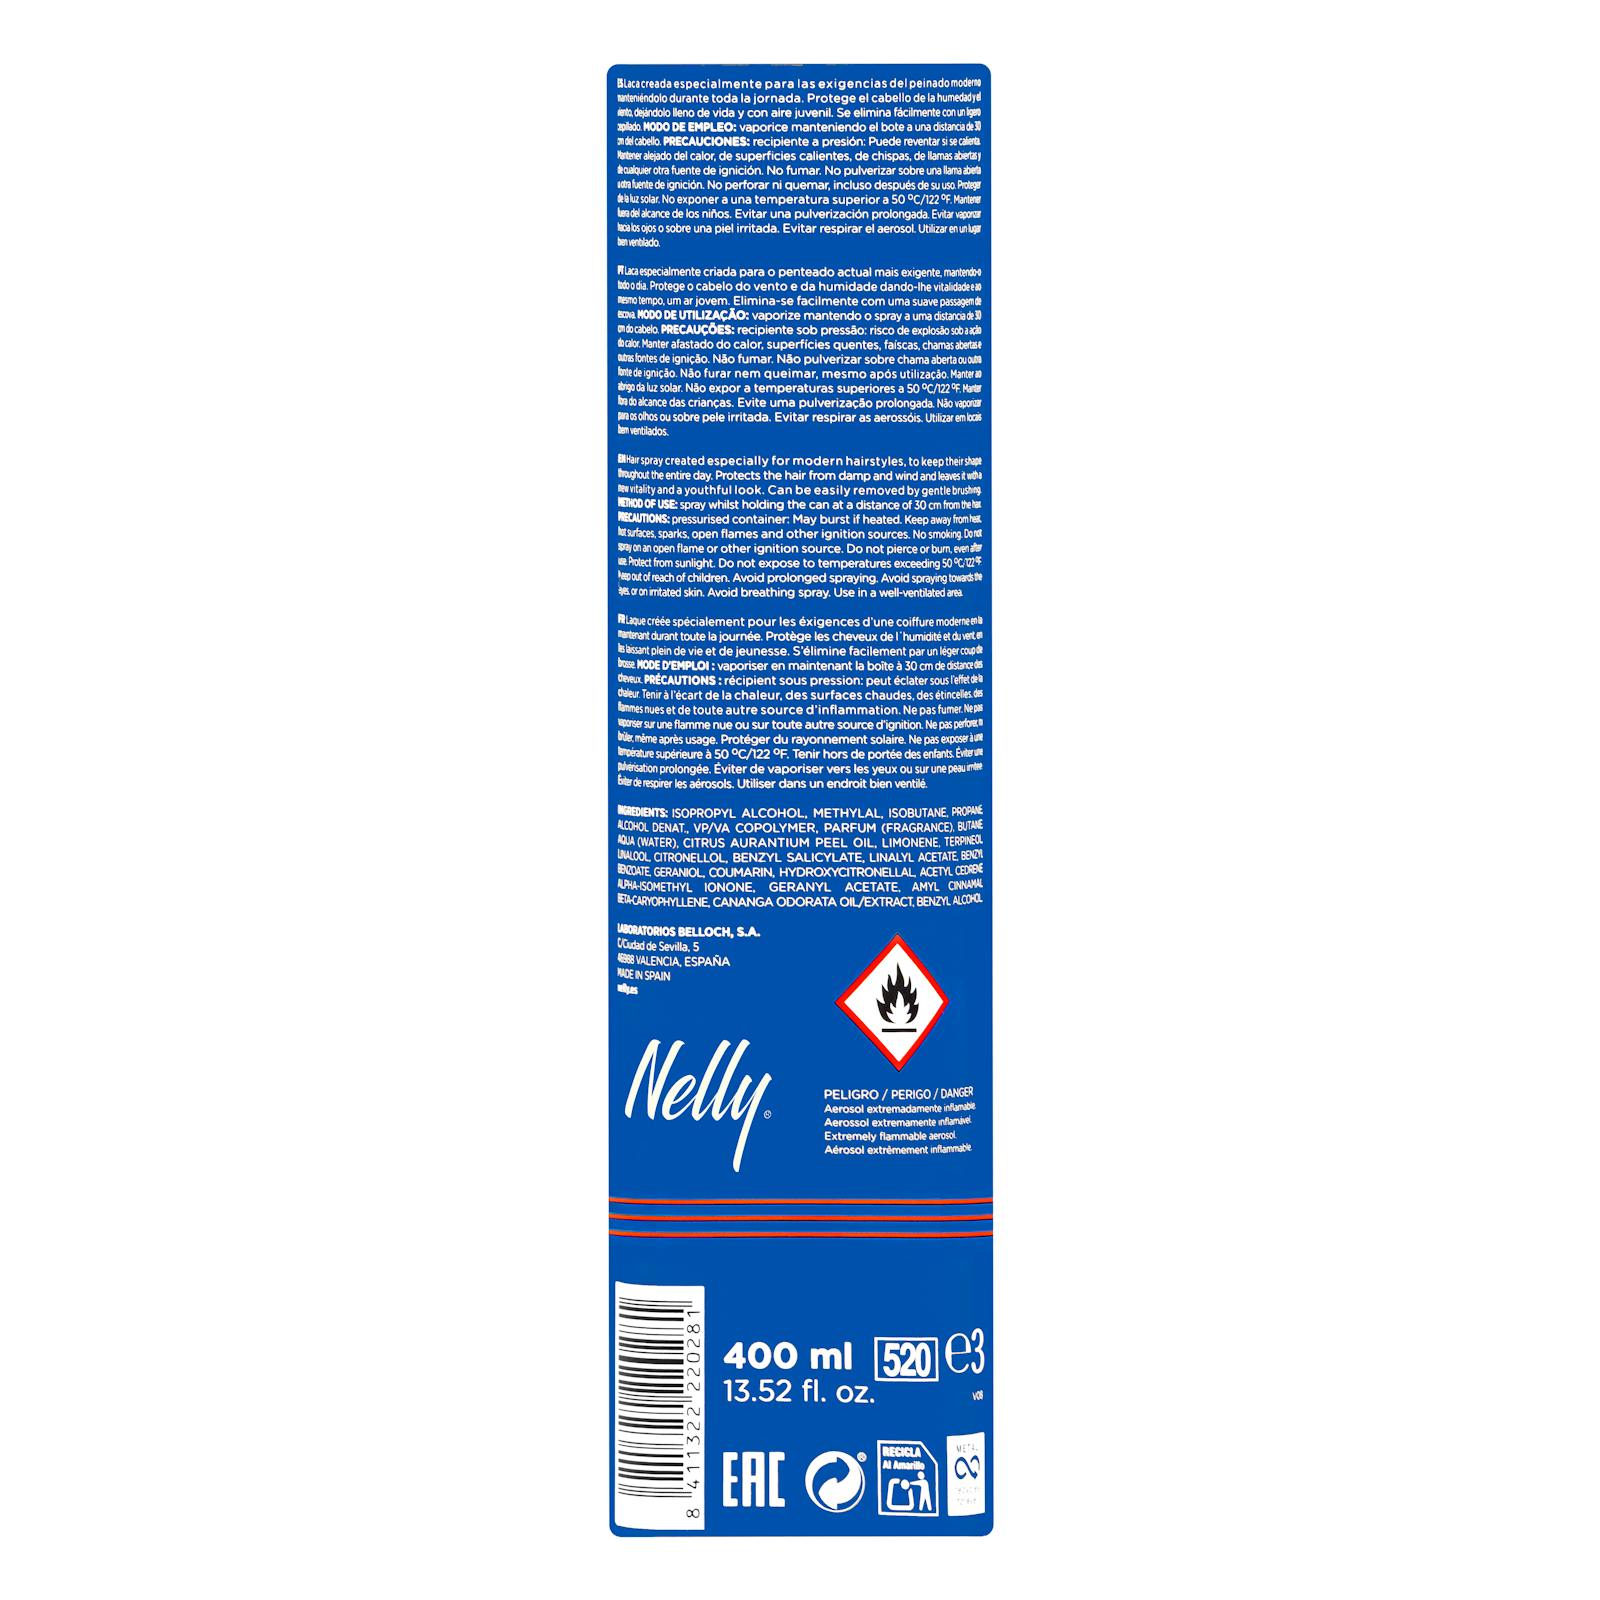 ES Laca creada especialmente para las exigencias del peinado moderno
manteniéndolo durante toda la jornada. Protege el cabello de la humedad y el
viento, dejándolo lleno de vida y con aire juvenil. Se elimina fácilmente con un ligero
cepillado. MODO DE EMPLEO: vaporice manteniendo el bote a una distancia de 30
cm del cabello. PRECAUCIONES: recipiente a presión: Puede reventar si se calienta.
Mantener alejado del calor, de superficies calientes, de chispas, de llamas abiertas y
de cualquier otra fuente de ignición. No fumar. No pulverizar sobre una llama abierta
u otra fuente de ignición. No perforar ni quemar, incluso después de su uso. Proteger
de la luz solar. No exponer a una temperatura superior a 50 ºC/122 ºF. Mantener
fuera del alcance de los niños. Evitar una pulverización prolongada. Evitar vaporizar
hacia los ojos o sobre una piel irritada. Evitar respirar el aerosol. Utilizar en un lugar
bien ventilado.
PT Laca especialmente criada para o penteado actual mais exigente, mantendo-o
todo o dia. Protege o cabelo do vento e da humidade dando-lhe vitalidade e ao
mesmo tempo, um ar jovem. Elimina-se facilmente com uma suave passagem de
escova. MODO DE UTILIZAÇÃO: vaporize mantendo o spray a uma distancia de 30
cm do cabelo. PRECAUÇÕES: recipiente sob pressão: risco de explosão sob a ação
do calor. Manter afastado do calor, superfícies quentes, faíscas, chamas abertas e
outras fontes de ignição. Não fumar. Não pulverizar sobre chama aberta ou outra
fonte de ignição. Não furar nem queimar, mesmo após utilização. Manter ao
abrigo da luz solar. Não expor a temperaturas superiores a 50 ºC/122 ºF. Manter
fora do alcance das crianças. Evite uma pulverização prolongada. Não vaporizar
para os olhos ou sobre pele irritada. Evitar respirar as aerossóis. Utilizar em locais
bem ventilados.
EN Hair spray created especially for modern hairstyles, to keep their shape
throughout the entire day. Protects the hair from damp and wind and leaves it with a
new vitality and a youthful look. Can be easily removed by gentle brushing.
METHOD OF USE: spray whilst holding the can at a distance of 30 cm from the hair.
PRECAUTIONS: pressurised container: May burst if heated. Keep away from heat,
hot surfaces, sparks, open flames and other ignition sources. No smoking. Do not
spray on an open flame or other ignition source. Do not pierce or burn, even after
use. Protect from sunlight. Do not expose to temperatures exceeding 50 ºC/122 ºF
Keep out of reach of children. Avoid prolonged spraying. Avoid spraying towards the
eyes, or on irritated skin. Avoid breathing spray. Use in a well-ventilated area.
FR Laque créée spécialement pour les éxigences d'une coiffure moderne en la
mantenant durant toute la journée. Protège les cheveux de l´humidité et du vent, en
les laissant plein de vie et de jeunesse. S'élimine facilement par un léger coup de
brosse. MODE D'EMPLOI : vaporiser en maintenant la boîte à 30 cm de distance des
cheveux. PRÉCAUTIONS : récipient sous pression: peut éclater sous l'effet de la
chaleur. Tenir à l'écart de la chaleur, des surfaces chaudes, des étincelles, des
flammes nues et de toute autre source d'inflammation. Ne pas fumer. Ne pas
vaporiser sur une flamme nue ou sur toute autre source d'ignition. Ne pas perforer, ni
brûler, même après usage. Protéger du rayonnement solaire. Ne pas exposer à une
température supérieure à 50 ºC/122 ºF. Tenir hors de portée des enfants. Éviter une
pulvérisation prolongée. Éviter de vaporiser vers les yeux ou sur une peau irritée.
Éviter de respirer les aérosols. Utiliser dans un endroit bien ventilé.
INGREDIENTS: ISOPROPYL ALCOHOL, METHYLAL, ISOBUTANE, PROPANE,
ALCOHOL DENAT., VP/VA COPOLYMER, PARFUM (FRAGRANCE), BUTANE,
AQUA (WATER), CITRUS AURANTIUM PEEL OIL, LIMONENE, TERPINEOL,
LINALOOL, CITRONELLOL, BENZYL SALICYLATE, LINALYL ACETATE, BENZYL
BENZOATE, GERANIOL, COUMARIN, HYDROXYCITRONELLAL, ACETYL CEDRENE,
ALPHA-ISOMETHYL IONONE, GERANYL ACETATE, AMYL CINNAMAL,
BETA-CARYOPHYLLENE, CANANGA ODORATA OIL/EXTRACT, BENZYL ALCOHOL
LABORATORIOS BELLOCH, S.A.
C/Ciudad de Sevilla, 5
46988 VALENCIA, ESPAÑA
MADE IN SPAIN
nelly.es
Nelly®
PELIGRO / PERIGO / DANGER
Aerosol extremadamente inflamable.
Aerossol extremamente inflamável.
Extremely flammable aerosol.
Aérosol extrêmement inflammable.
8 411322 220281
400 ml 520 e3
13.52 fl. oz.
V08
EAC
®
RECICLA
Al Amarillo
METAL